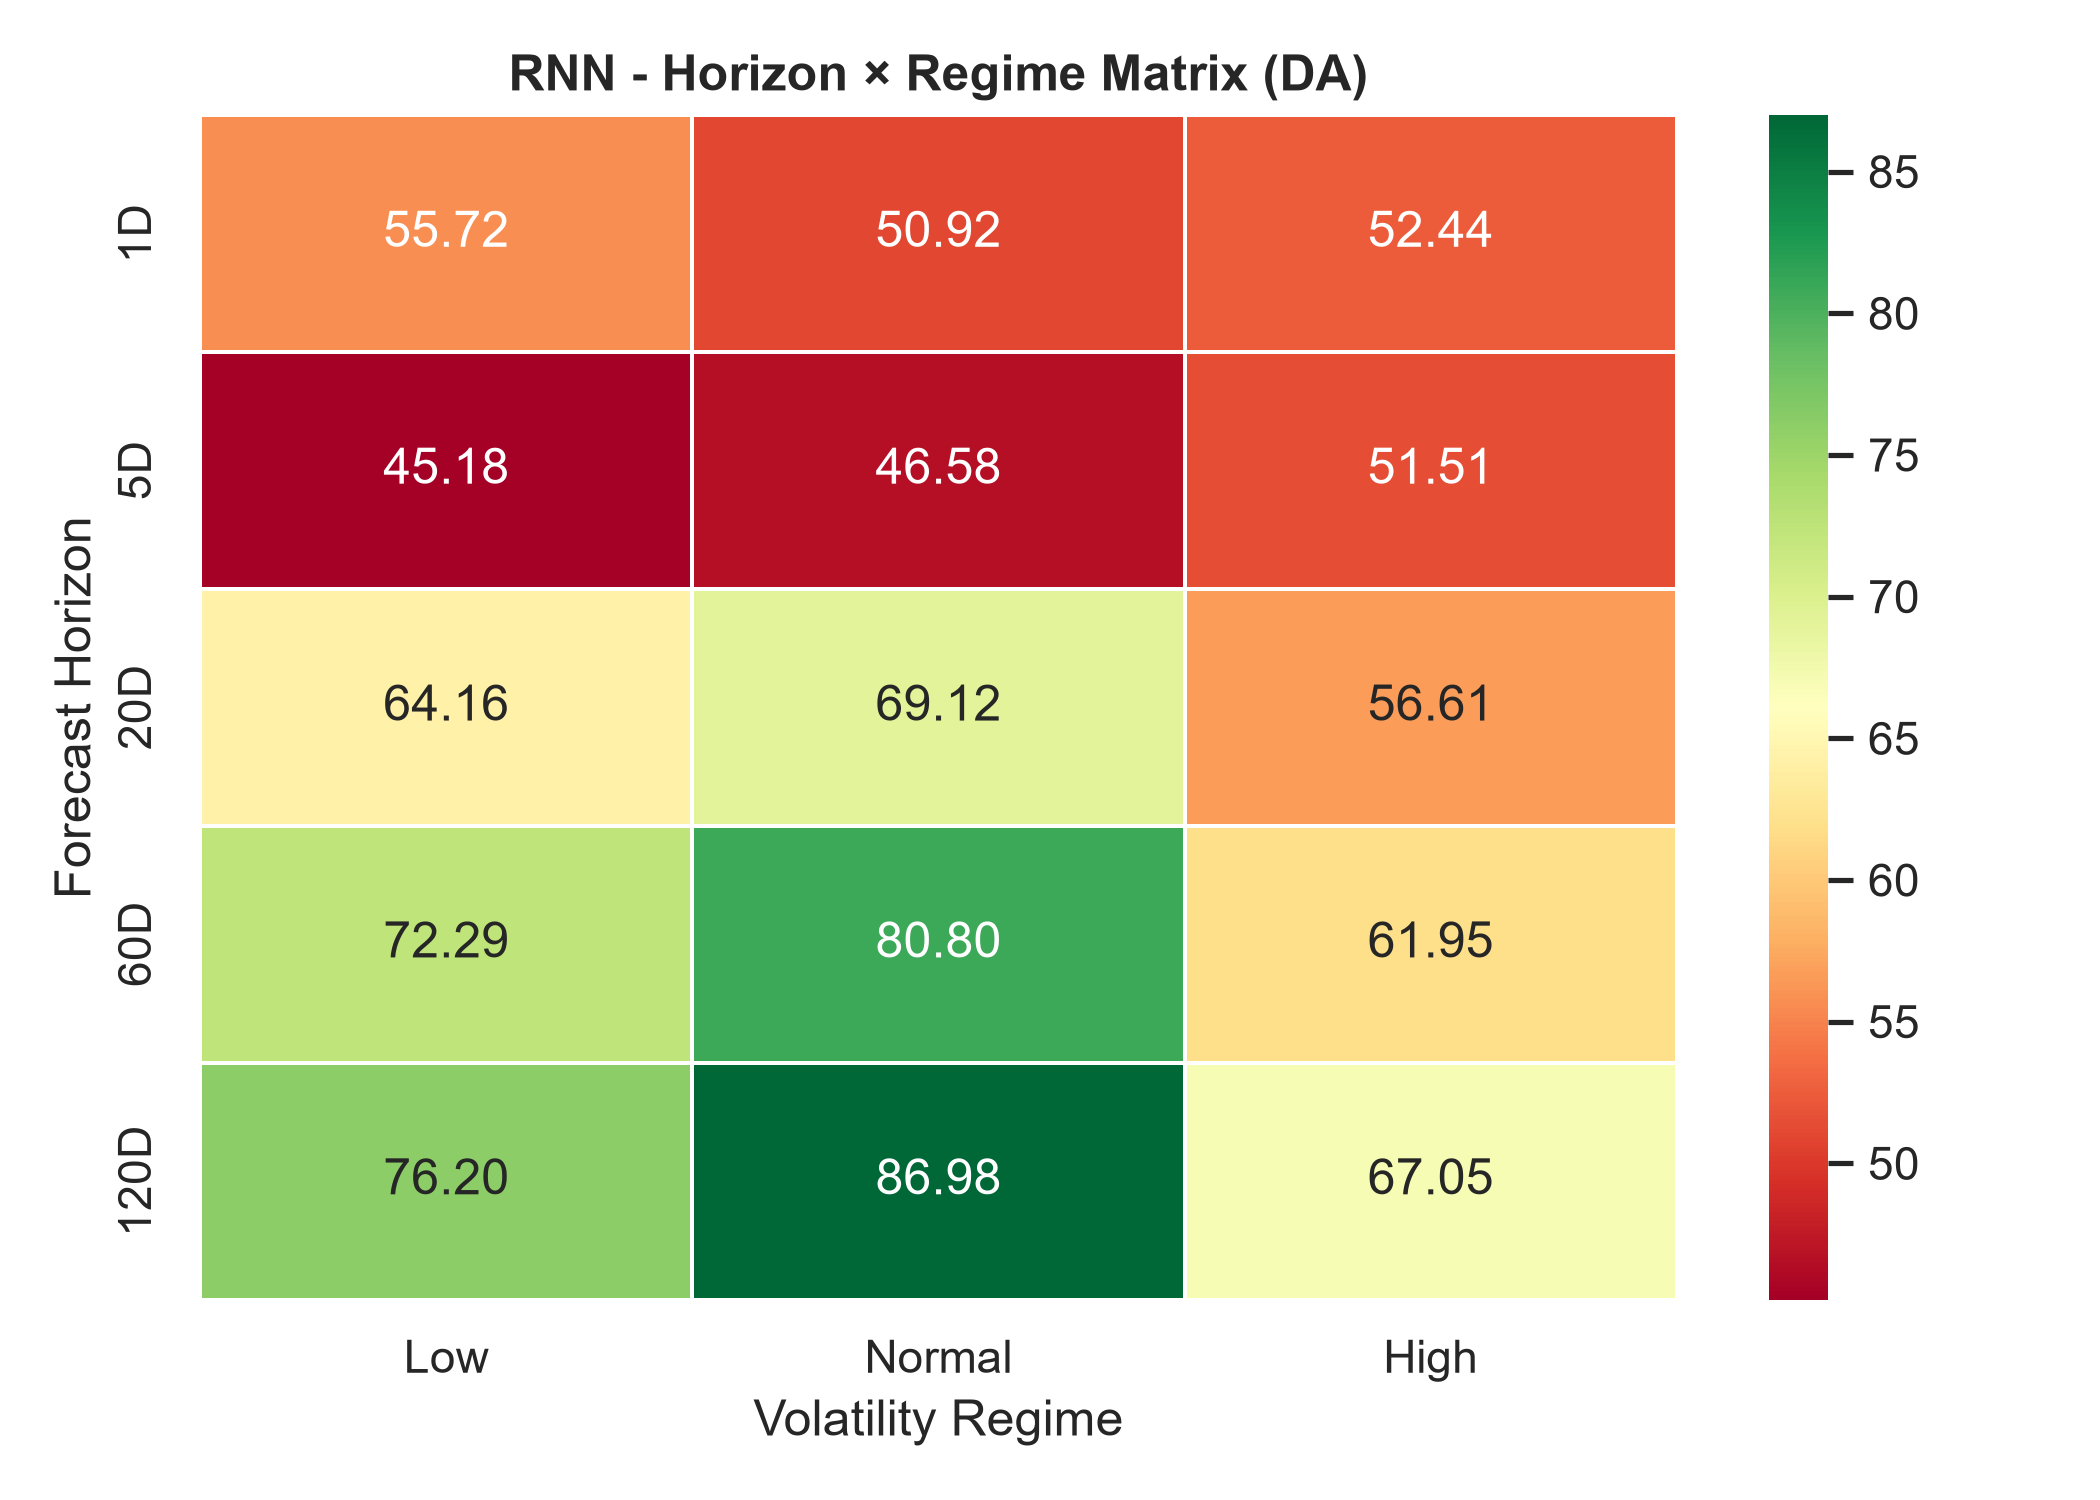 RNN - Horizon × Regime Matrix (DA)
Forecast Horizon
1D 55.72 50.92 52.44
5D 45.18 46.58 51.51
20D 64.16 69.12 56.61
60D 72.29 80.80 61.95
120D 76.20 86.98 67.05
Low Normal High
Volatility Regime
85
80
75
70
65
60
55
50